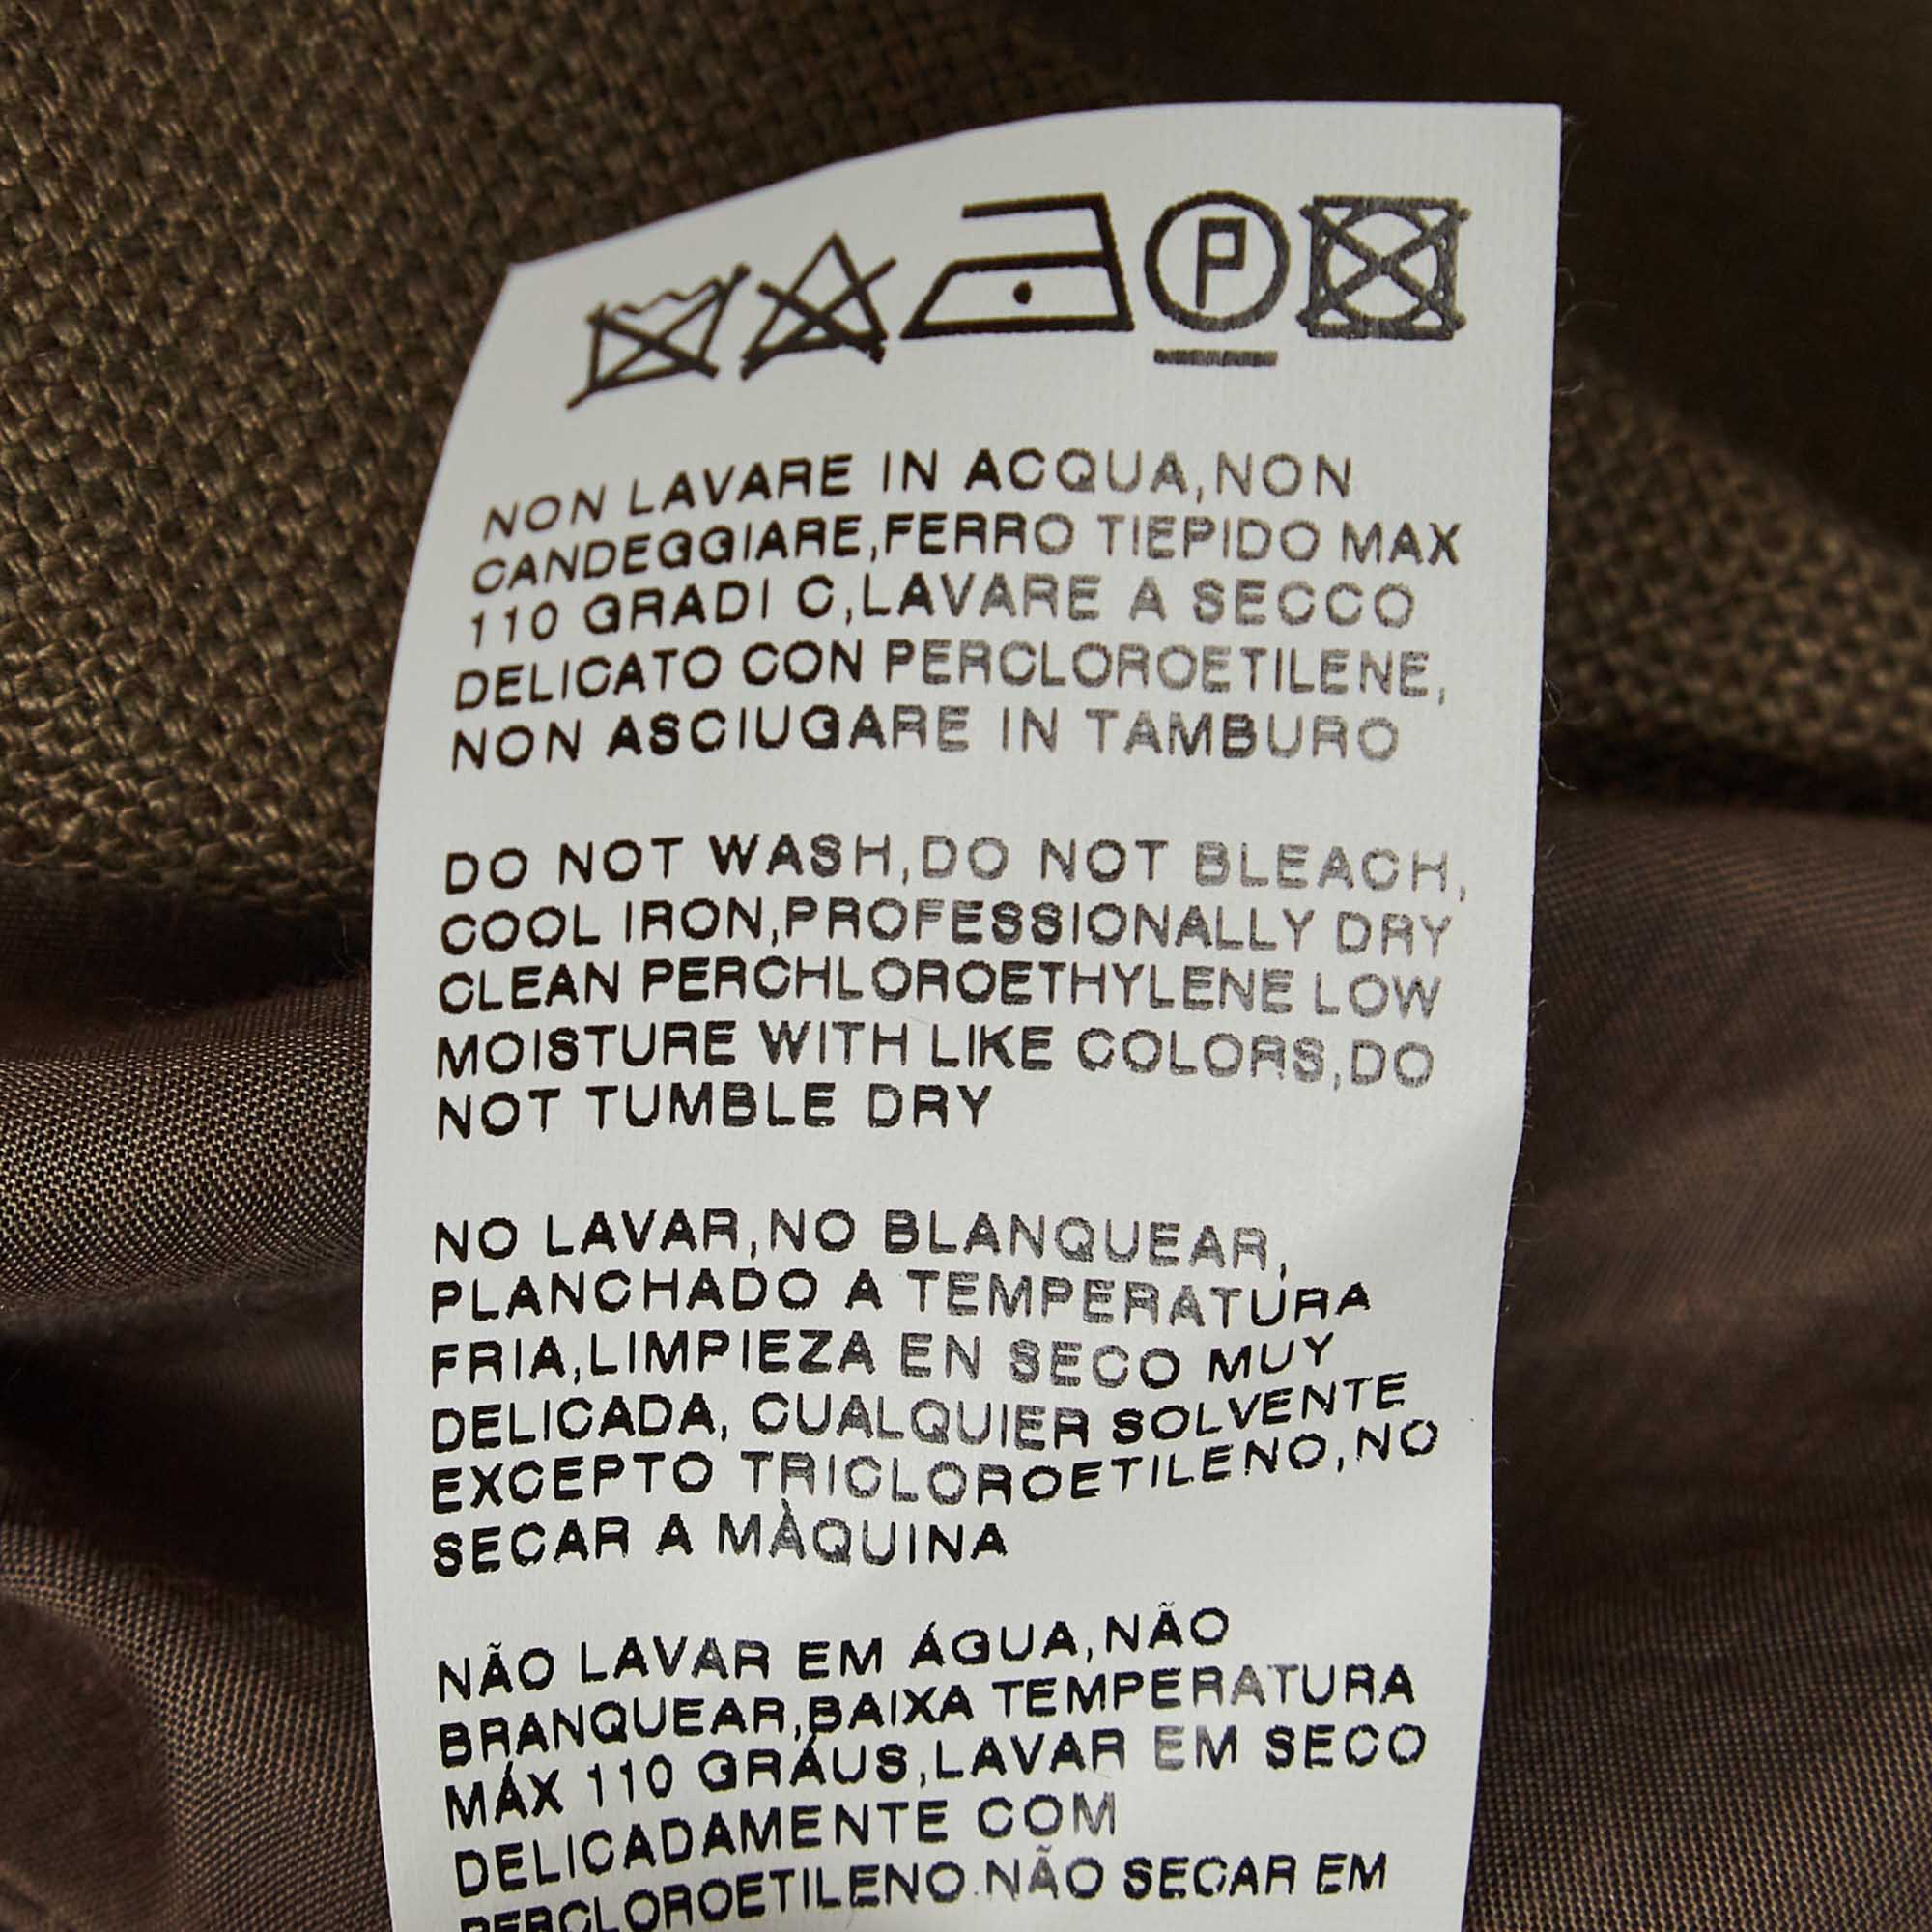 P
NON LAVARE IN ACQUA,NON
CANDEGGIARE,FERRO TIEPIDO MAX
110 GRADI C,LAVARE A SECCO
DELICATO CON PERCLOROETILENE,
NON ASCIUGARE IN TAMBURO
DO NOT WASH,DO NOT BLEACH,
COOL IRON,PROFESSIONALLY DRY
CLEAN PERCHLOROETHYLENE LOW
MOISTURE WITH LIKE COLORS,DO
NOT TUMBLE DRY
NO LAVAR,NO BLANQUEAR,
PLANCHADO A TEMPERATURA
FRIA,LIMPIEZA EN SECO MUY
DELICADA, CUALQUIER SOLVENTE
EXCEPTO TRICLOROETILENO,NO
SECAR A MÀQUINA
NÃO LAVAR EM ÁGUA,NÃO
BRANQUEAR,BAIXA TEMPERATURA
MÁX 110 GRÁUS,LAVAR EM SECO
DELICADAMENTE COM
PERCLOROETILENO.NÃO SECAR EM